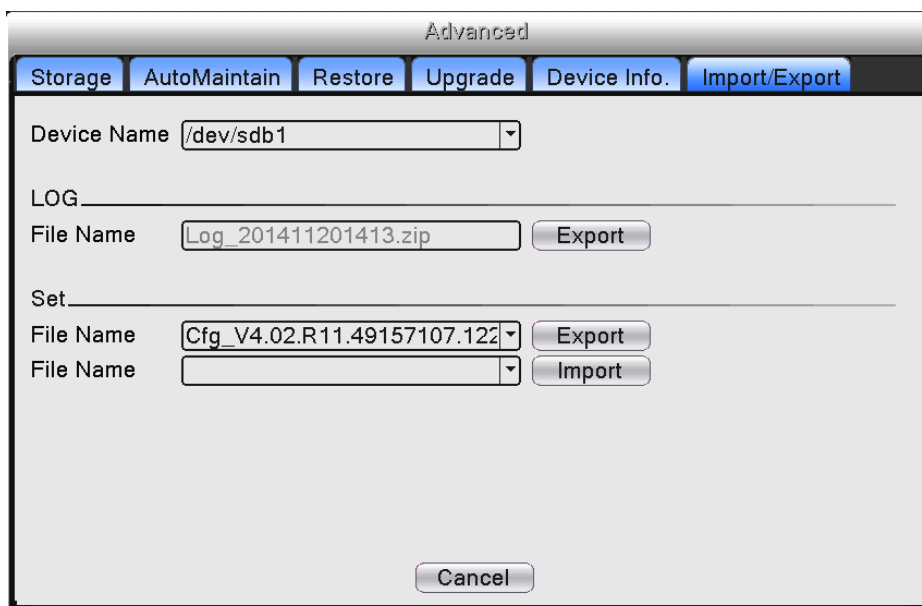 Advanced
Storage AutoMaintain Restore Upgrade Device Info. Import/Export
Device Name /dev/sdb1
LOG
File Name Log_201411201413.zip Export
Set
File Name Cfg_V4.02.R11.49157107.122 Export
File Name Import
Cancel